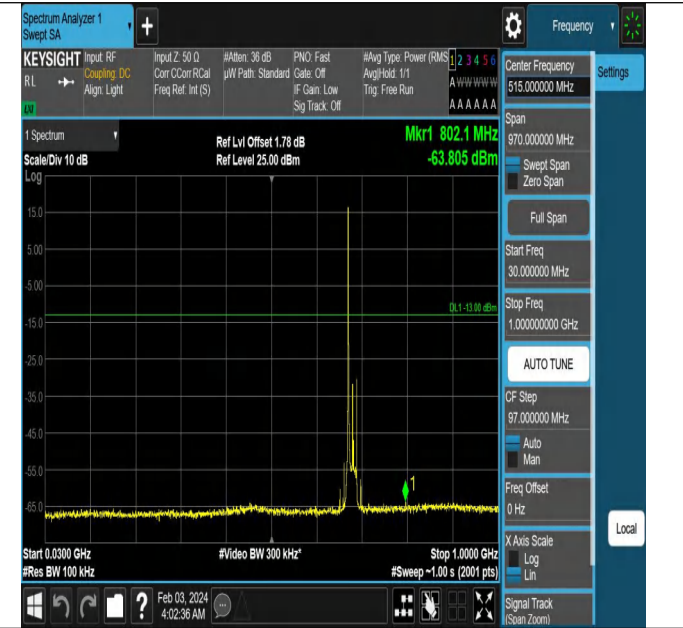 Spectrum Analyzer 1
Swept SA
Frequency
KEYSIGHT
RL
Input: RF
Coupling: DC
Align: Light
Input Z: 50 Ω
Corr CCorr RCal
Freq Ref: Int (S)
#Atten: 36 dB
µW Path: Standard
PNO: Fast
Gate: Off
IF Gain: Low
Sig Track: Off
#Avg Type: Power (RMS
Avg|Hold: 1/1
Trig: Free Run
1 2 3 4 5 6
A W W W W W
A A A A A A
1 Spectrum
Scale/Div 10 dB
Log
Ref Lvl Offset 1.78 dB
Ref Level 25.00 dBm
Mkr1 802.1 MHz
-63.805 dBm
15.0
5.00
-5.00
-15.0
-25.0
-35.0
-45.0
-55.0
-65.0
DL1 -13.00 dBm
1
Start 0.0300 GHz
#Res BW 100 kHz
#Video BW 300 kHz*
Stop 1.0000 GHz
#Sweep ~1.00 s (2001 pts)
Feb 03, 2024
4:02:36 AM
Center Frequency
515.000000 MHz
Settings
Span
970.000000 MHz
Swept Span
Zero Span
Full Span
Start Freq
30.000000 MHz
Stop Freq
1.000000000 GHz
AUTO TUNE
CF Step
97.000000 MHz
Auto
Man
Freq Offset
0 Hz
X Axis Scale
Log
Lin
Signal Track
(Span Zoom)
Local